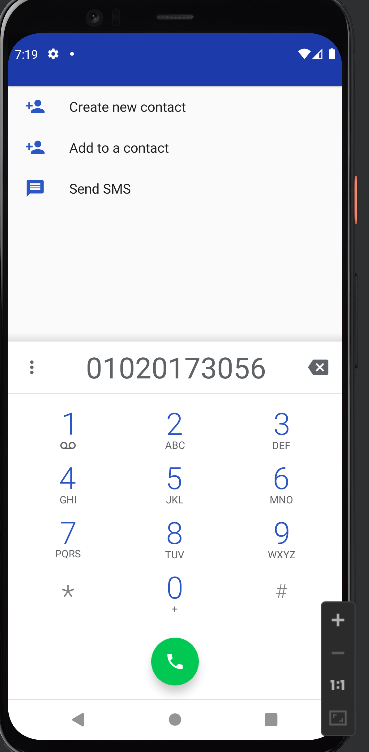 7:19
Create new contact
Add to a contact
Send SMS
01020173056
1 2 3
ABC DEF
4 5 6
GHI JKL MNO
7 8 9
PQRS TUV WXYZ
* 0 #
+
1:1